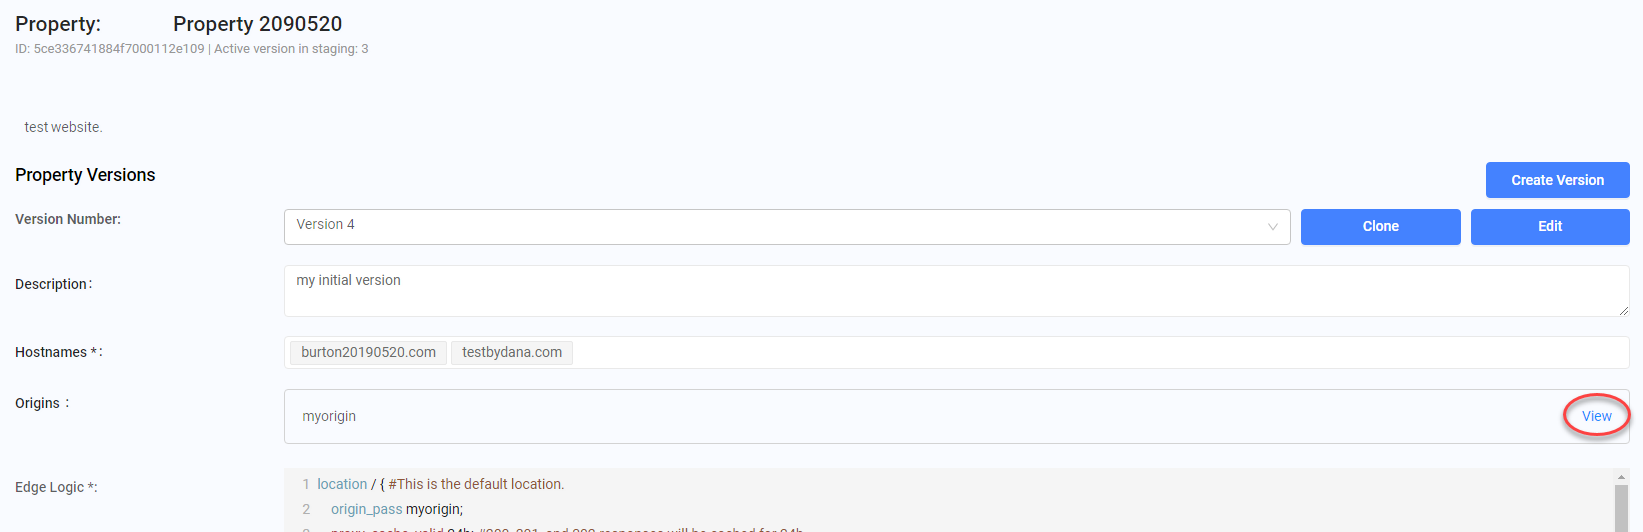 Property: Property 2090520
ID: 5ce336741884f7000112e109 | Active version in staging: 3
test website.
Property Versions
Create Version
Version Number:
Version 4
Clone
Edit
Description:
my initial version
Hostnames *:
burton20190520.com testbydana.com
Origins :
myorigin
View
Edge Logic *:
1 location / { #This is the default location.
2 origin_pass myorigin;